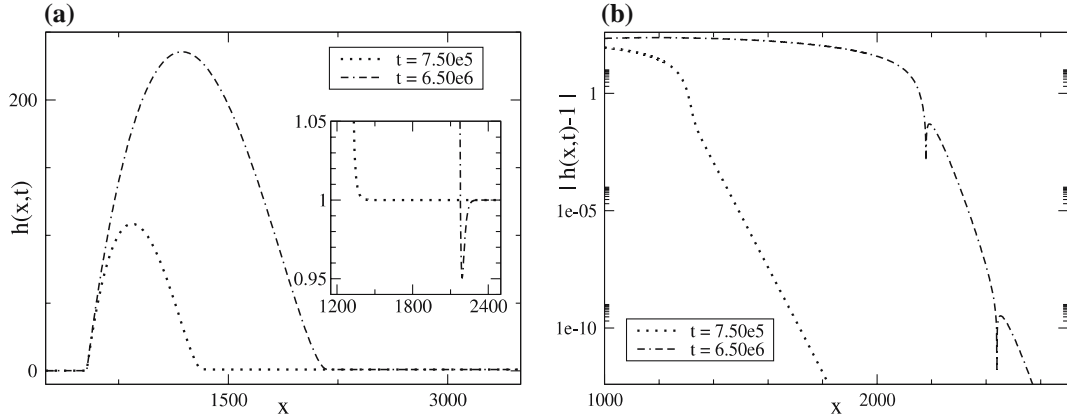 (a)
h(x,t)
200
0
t = 7.50e5
t = 6.50e6
1.05
1
0.95
1200
1800
2400
1500
3000
x
(b)
| h(x,t)-1 |
1
1e-05
1e-10
t = 7.50e5
t = 6.50e6
1000
2000
x